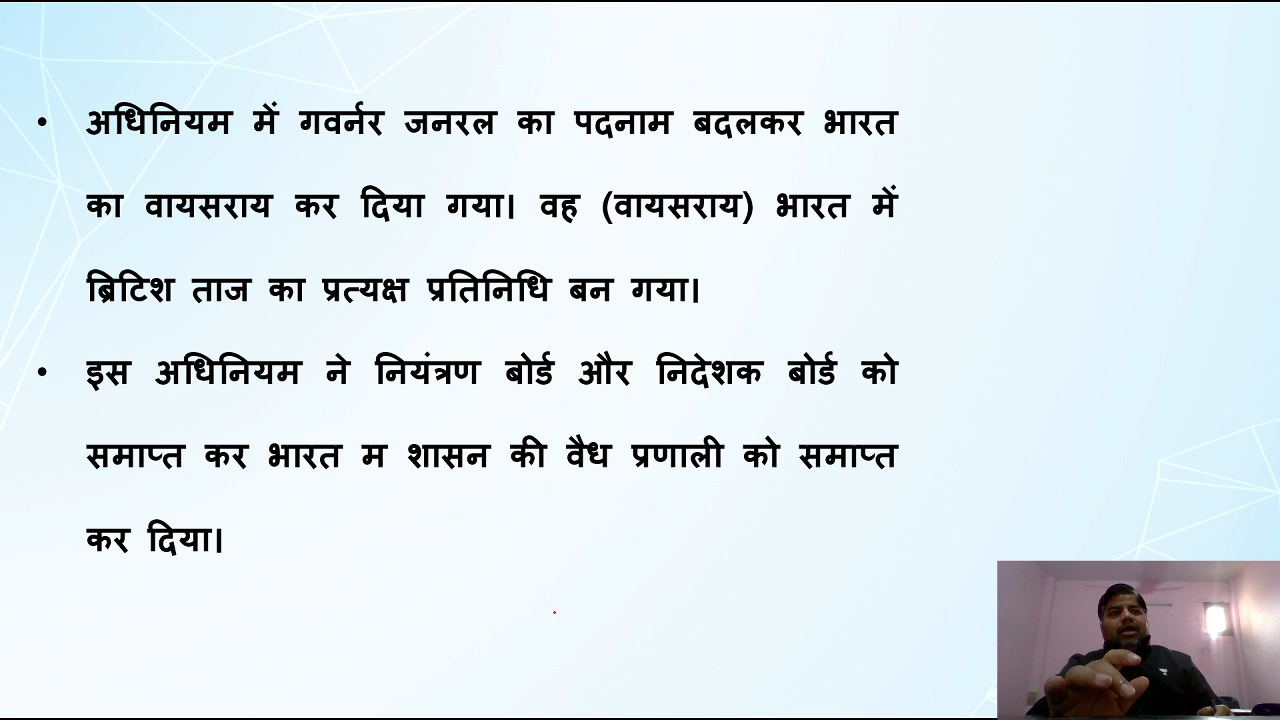 • अधिनियम में गवर्नर जनरल का पदनाम बदलकर भारत
का वायसराय कर दिया गया। वह (वायसराय) भारत में
ब्रिटिश ताज का प्रत्यक्ष प्रतिनिधि बन गया।
• इस अधिनियम ने नियंत्रण बोर्ड और निदेशक बोर्ड को
समाप्त कर भारत म शासन की वैध प्रणाली को समाप्त
कर दिया।